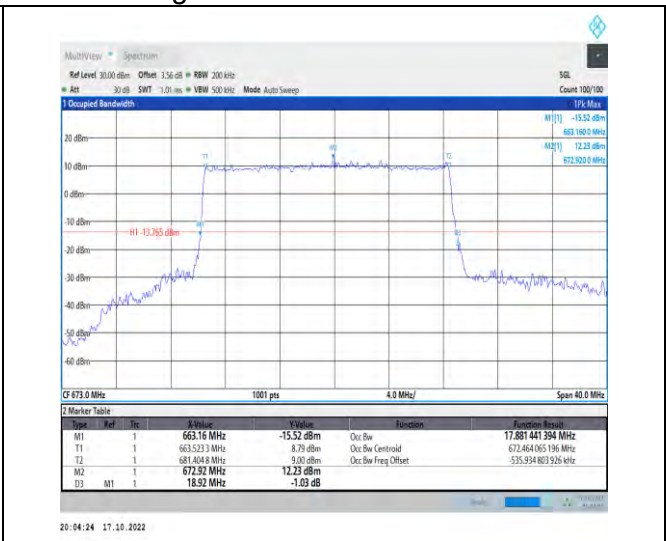 MultiView Spectrum
Ref Level 30.00 dBm Offset 3.56 dB RBW 200 kHz SGL
Att 30 dB SWT 1.01 ms VBW 500 kHz Mode Auto Sweep Count 100/100
1 Occupied Bandwidth 1Pk Max
M1[1] -15.52 dBm
663.160 0 MHz
M2[1] 12.23 dBm
672.920 0 MHz
20 dBm
M2
T1 T2
10 dBm
0 dBm
-10 dBm
M1
H1 -13.765 dBm
D3
-20 dBm
-30 dBm
-40 dBm
-50 dBm
-60 dBm
CF 673.0 MHz 1001 pts 4.0 MHz/ Span 40.0 MHz
2 Marker Table
Type Ref Trc X-Value Y-Value Function Function Result
M1 1 663.16 MHz -15.52 dBm Occ Bw 17.881 441 394 MHz
T1 1 663.523 3 MHz 8.79 dBm Occ Bw Centroid 672.464 065 196 MHz
T2 1 681.404 8 MHz 9.00 dBm Occ Bw Freq Offset -535.934 803 926 kHz
M2 1 672.92 MHz 12.23 dBm
D3 M1 1 18.92 MHz -1.03 dB
20:04:24 17.10.2022